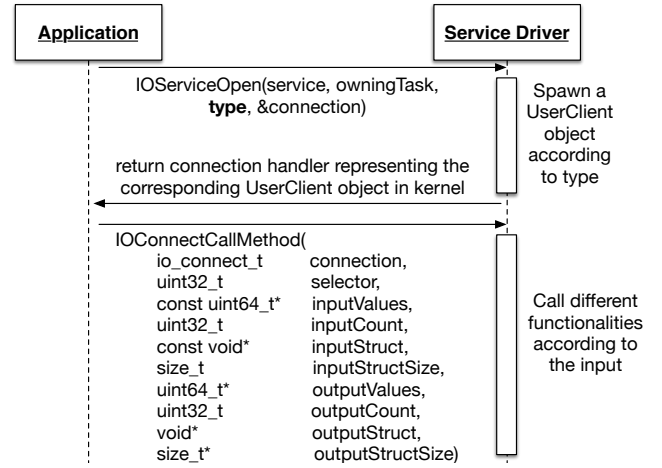 Application
Service Driver
IOServiceOpen(service, owningTask,
type, &connection)
Spawn a
UserClient
object
according
to type
return connection handler representing the
corresponding UserClient object in kernel
IOConnectCallMethod(
io_connect_t connection,
uint32_t selector,
const uint64_t* inputValues,
uint32_t inputCount,
const void* inputStruct,
size_t inputStructSize,
uint64_t* outputValues,
uint32_t outputCount,
void* outputStruct,
size_t* outputStructSize)
Call different
functionalities
according to
the input